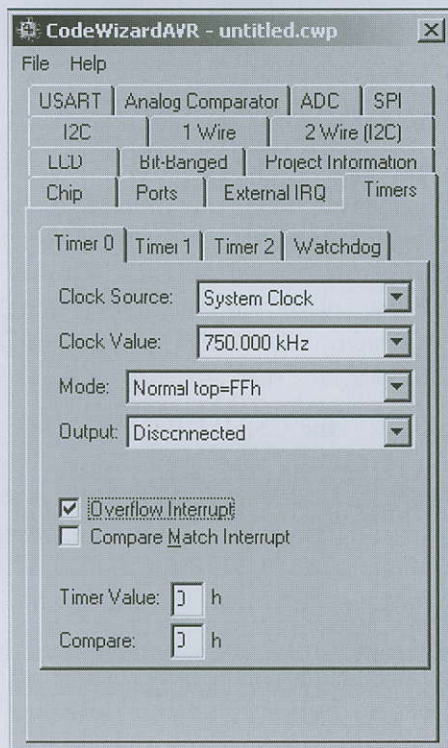 CodeWizardAVR - untitled.cwp
File Help
USART Analog Comparator ADC SPI
I2C 1 Wire 2 Wire (I2C)
LCD Bit-Banged Project Information
Chip Ports External IRQ Timers
Timer 0 Timer 1 Timer 2 Watchdog
Clock Source: System Clock
Clock Value: 750.000 kHz
Mode: Normal top=FFh
Output: Disconnected
Overflow Interrupt
Compare Match Interrupt
Timer Value: 0 h
Compare: 0 h